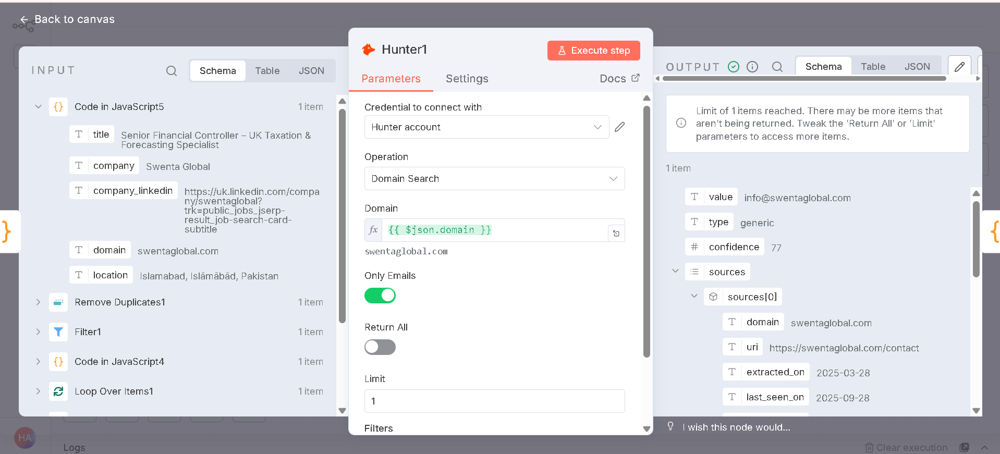 Back to canvas
INPUT
Schema
Table
JSON
Code in JavaScript5
1 item
title
Senior Financial Controller – UK Taxation &
Forecasting Specialist
company
Swenta Global
company_linkedin
https://uk.linkedin.com/compa
ny/swentaglobal?
trk=public_jobs_jserp-
result_job-search-card-
subtitle
domain
swentaglobal.com
location
Islamabad, Islāmābād, Pakistan
Remove Duplicates1
1 item
Filter1
1 item
Code in JavaScript4
1 item
Loop Over Items1
1 item
Hunter1
Execute step
Parameters
Settings
Docs
Credential to connect with
Hunter account
Operation
Domain Search
Domain
fx
{{ $json.domain }}
swentaglobal.com
Only Emails
Return All
Limit
1
Filters
OUTPUT
Schema
Table
JSON
Limit of 1 items reached. There may be more items that
aren't being returned. Tweak the 'Return All' or 'Limit'
parameters to access more items.
1 item
value
info@swentaglobal.com
type
generic
confidence
77
sources
sources[0]
domain
swentaglobal.com
uri
https://swentaglobal.com/contact
extracted_on
2025-03-28
last_seen_on
2025-09-28
I wish this node would...
HA
Logs
Clear execution